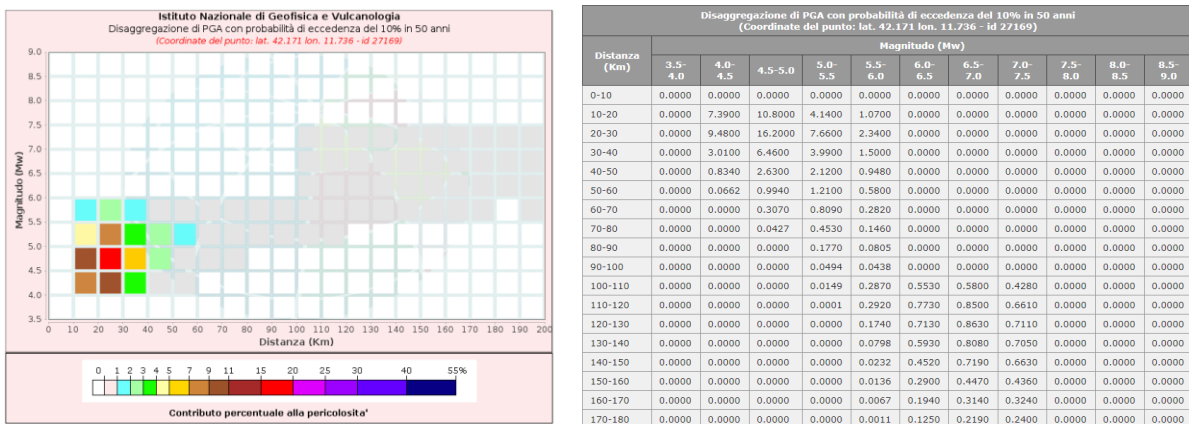 Istituto Nazionale di Geofisica e Vulcanologia
Disaggregazione di PGA con probabilità di eccedenza del 10% in 50 anni
(Coordinate del punto: lat. 42.171 lon. 11.736 - id 27169)
9.0
8.5
8.0
7.5
7.0
6.5
6.0
5.5
5.0
4.5
4.0
3.5
Magnitudo (Mw)
0 10 20 30 40 50 60 70 80 90 100 110 120 130 140 150 160 170 180 190 200
Distanza (Km)
0 1 2 3 4 5 7 9 11 15 20 25 30 40 55%
Contributo percentuale alla pericolosita'
Disaggregazione di PGA con probabilità di eccedenza del 10% in 50 anni
(Coordinate del punto: lat. 42.171 lon. 11.736 - id 27169)
Distanza (Km)
Magnitudo (Mw)
3.5-4.0 4.0-4.5 4.5-5.0 5.0-5.5 5.5-6.0 6.0-6.5 6.5-7.0 7.0-7.5 7.5-8.0 8.0-8.5 8.5-9.0
0-10 0.0000 0.0000 0.0000 0.0000 0.0000 0.0000 0.0000 0.0000 0.0000 0.0000 0.0000
10-20 0.0000 7.3900 10.8000 4.1400 1.0700 0.0000 0.0000 0.0000 0.0000 0.0000 0.0000
20-30 0.0000 9.4800 16.2000 7.6600 2.3400 0.0000 0.0000 0.0000 0.0000 0.0000 0.0000
30-40 0.0000 3.0100 6.4600 3.9900 1.5000 0.0000 0.0000 0.0000 0.0000 0.0000 0.0000
40-50 0.0000 0.8340 2.6300 2.1200 0.9480 0.0000 0.0000 0.0000 0.0000 0.0000 0.0000
50-60 0.0000 0.0662 0.9940 1.2100 0.5800 0.0000 0.0000 0.0000 0.0000 0.0000 0.0000
60-70 0.0000 0.0000 0.3070 0.8090 0.2820 0.0000 0.0000 0.0000 0.0000 0.0000 0.0000
70-80 0.0000 0.0000 0.0427 0.4530 0.1460 0.0000 0.0000 0.0000 0.0000 0.0000 0.0000
80-90 0.0000 0.0000 0.0000 0.1770 0.0805 0.0000 0.0000 0.0000 0.0000 0.0000 0.0000
90-100 0.0000 0.0000 0.0000 0.0494 0.0438 0.0000 0.0000 0.0000 0.0000 0.0000 0.0000
100-110 0.0000 0.0000 0.0000 0.0149 0.2870 0.5530 0.5800 0.4280 0.0000 0.0000 0.0000
110-120 0.0000 0.0000 0.0000 0.0001 0.2920 0.7730 0.8500 0.6610 0.0000 0.0000 0.0000
120-130 0.0000 0.0000 0.0000 0.0000 0.1740 0.7130 0.8630 0.7110 0.0000 0.0000 0.0000
130-140 0.0000 0.0000 0.0000 0.0000 0.0798 0.5930 0.8080 0.7050 0.0000 0.0000 0.0000
140-150 0.0000 0.0000 0.0000 0.0000 0.0232 0.4520 0.7190 0.6630 0.0000 0.0000 0.0000
150-160 0.0000 0.0000 0.0000 0.0000 0.0136 0.2900 0.4470 0.4360 0.0000 0.0000 0.0000
160-170 0.0000 0.0000 0.0000 0.0000 0.0067 0.1940 0.3140 0.3240 0.0000 0.0000 0.0000
170-180 0.0000 0.0000 0.0000 0.0000 0.0011 0.1250 0.2190 0.2400 0.0000 0.0000 0.0000